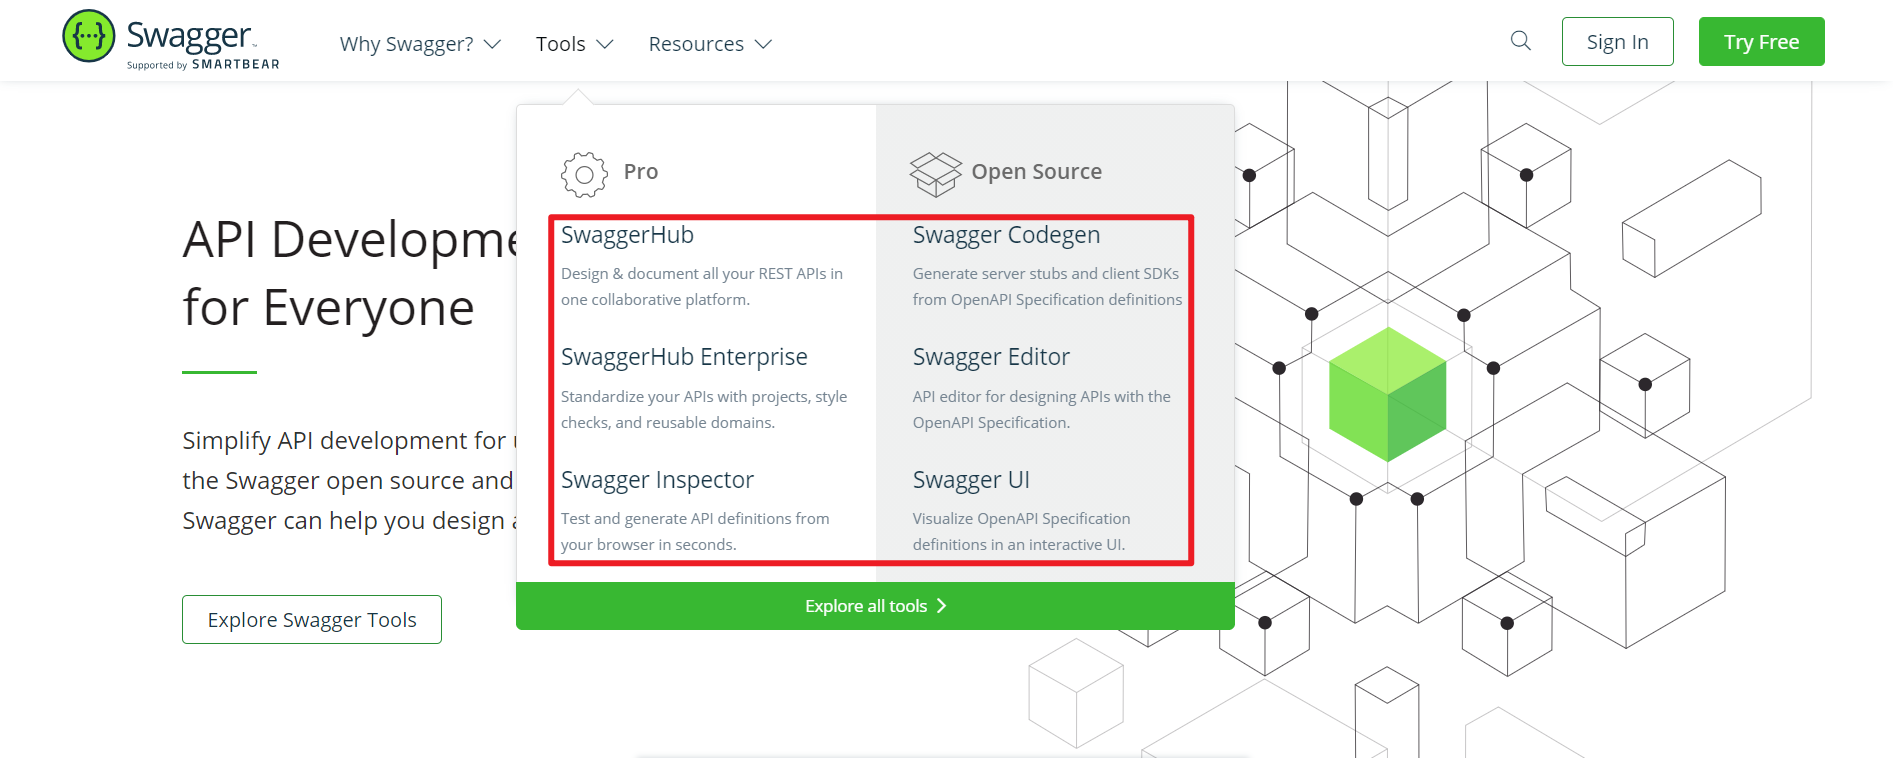 Swagger
Supported by SMARTBEAR
Why Swagger?
Tools
Resources
Sign In
Try Free
API Developme
for Everyone
Simplify API development for u
the Swagger open source and
Swagger can help you design a
Explore Swagger Tools
Pro
SwaggerHub
Design & document all your REST APIs in
one collaborative platform.
SwaggerHub Enterprise
Standardize your APIs with projects, style
checks, and reusable domains.
Swagger Inspector
Test and generate API definitions from
your browser in seconds.
Open Source
Swagger Codegen
Generate server stubs and client SDKs
from OpenAPI Specification definitions
Swagger Editor
API editor for designing APIs with the
OpenAPI Specification.
Swagger UI
Visualize OpenAPI Specification
definitions in an interactive UI.
Explore all tools